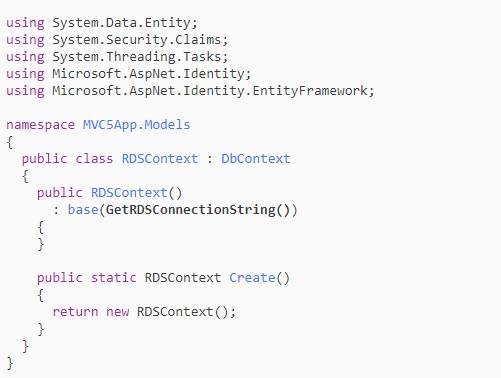 using System.Data.Entity;
using System.Security.Claims;
using System.Threading.Tasks;
using Microsoft.AspNet.Identity;
using Microsoft.AspNet.Identity.EntityFramework;

namespace MVC5App.Models
{
  public class RDSContext : DbContext
  {
    public RDSContext()
      : base(GetRDSConnectionString())
    {
    }

    public static RDSContext Create()
    {
      return new RDSContext();
    }
  }
}